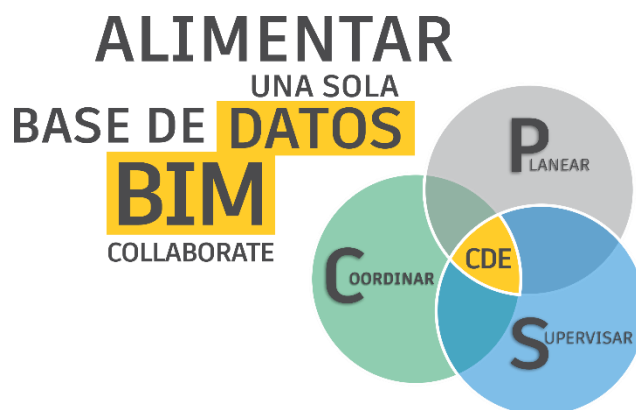 ALIMENTAR
UNA SOLA
BASE DE DATOS
BIM
COLLABORATE
PLANEAR
CDE
COORDINAR
SUPERVISAR